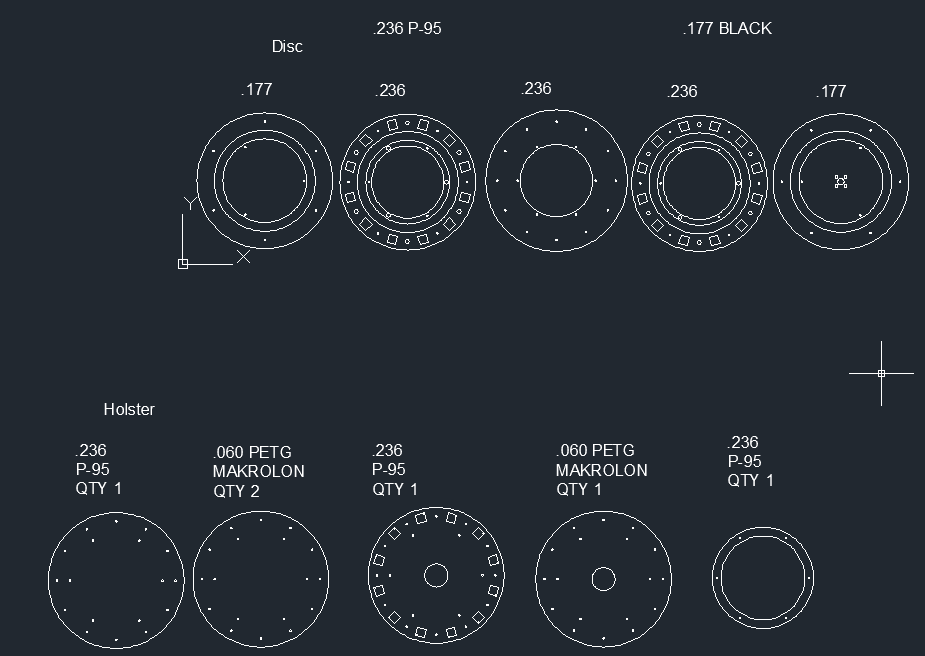 .236 P-95
.177 BLACK
Disc
.177
.236
.236
.236
.177
Y
X
Holster
.236
P-95
QTY 1
.060 PETG
MAKROLON
QTY 2
.236
P-95
QTY 1
.060 PETG
MAKROLON
QTY 1
.236
P-95
QTY 1